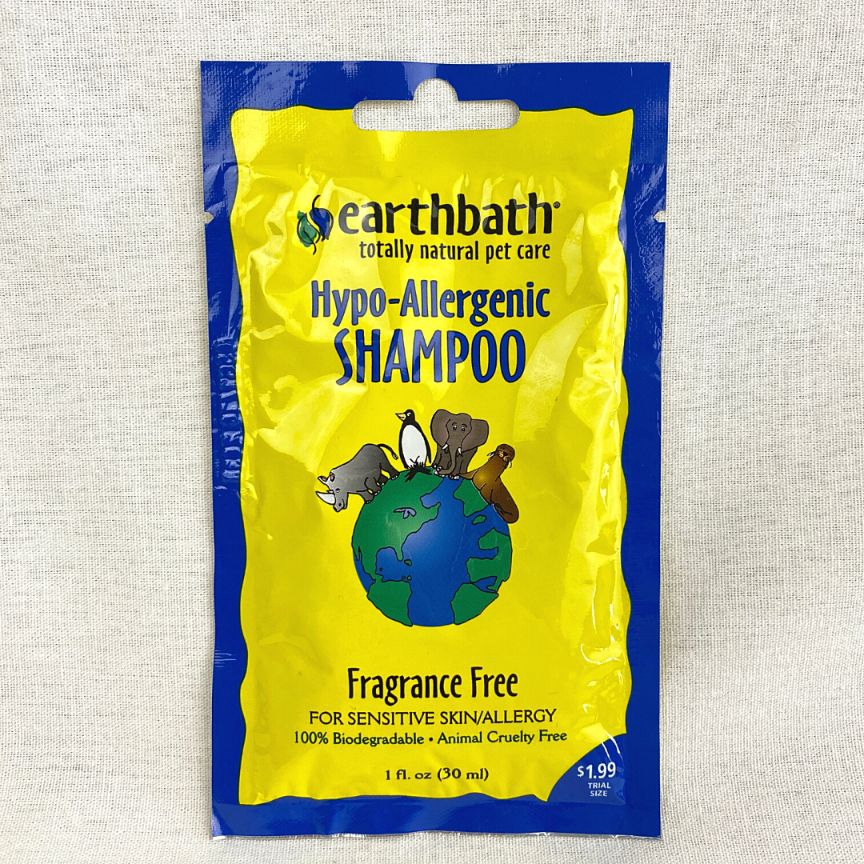 earthbath®
totally natural pet care
Hypo-Allergenic
SHAMPOO
Fragrance Free
FOR SENSITIVE SKIN/ALLERGY
100% Biodegradable • Animal Cruelty Free
1 fl. oz (30 ml)
$1.99
TRIAL
SIZE